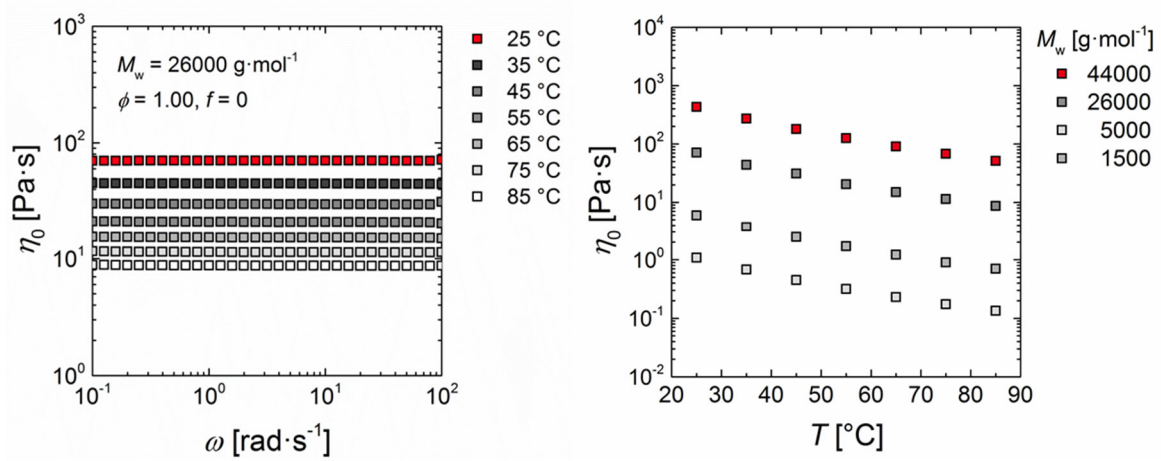 10³
10²
10¹
10⁰
η₀ [Pa·s]
M_w = 26000 g·mol⁻¹
ϕ = 1.00, f = 0
10⁻¹ 10⁰ 10¹ 10²
ω [rad·s⁻¹]
25 °C
35 °C
45 °C
55 °C
65 °C
75 °C
85 °C
10⁴
10³
10²
10¹
10⁰
10⁻¹
10⁻²
η₀ [Pa·s]
20 30 40 50 60 70 80 90
T [°C]
M_w [g·mol⁻¹]
44000
26000
5000
1500